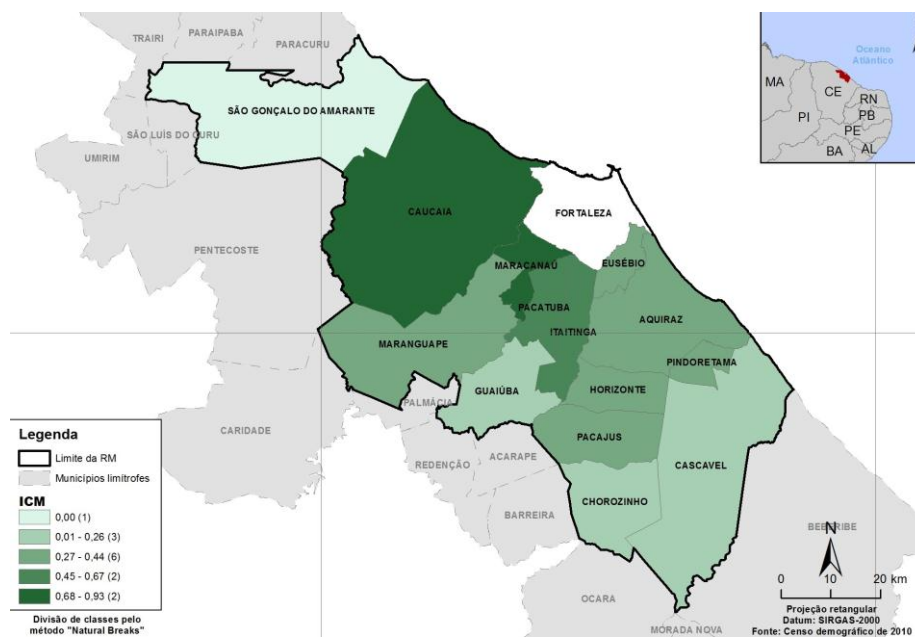 TRAIRI
PARAIPABA
PARACURU
SÃO GONÇALO DO AMARANTE
SÃO LUÍS DO CURU
UMIRIM
PENTECOSTE
CAUCAIA
FORTALEZA
MARACANAÚ
EUSÉBIO
PACATUBA
ITAITINGA
AQUIRAZ
MARANGUAPE
PINDORETAMA
GUAIÚBA
HORIZONTE
PALMÁCIA
CARIDADE
PACAJUS
REDENÇÃO
ACARAPE
CASCAVEL
CHOROZINHO
BARREIRA
BEBERIBE
OCARA
MORADA NOVA
Oceano
Atlântico
MA
CE
RN
PB
PI
PE
AL
BA
Legenda
Limite da RM
Municípios limítrofes
ICM
0,00 (1)
0,01 - 0,26 (3)
0,27 - 0,44 (6)
0,45 - 0,67 (2)
0,68 - 0,93 (2)
Divisão de classes pelo
método "Natural Breaks"
N
0 10 20 km
Projeção retangular
Datum: SIRGAS-2000
Fonte: Censo demográfico de 2010